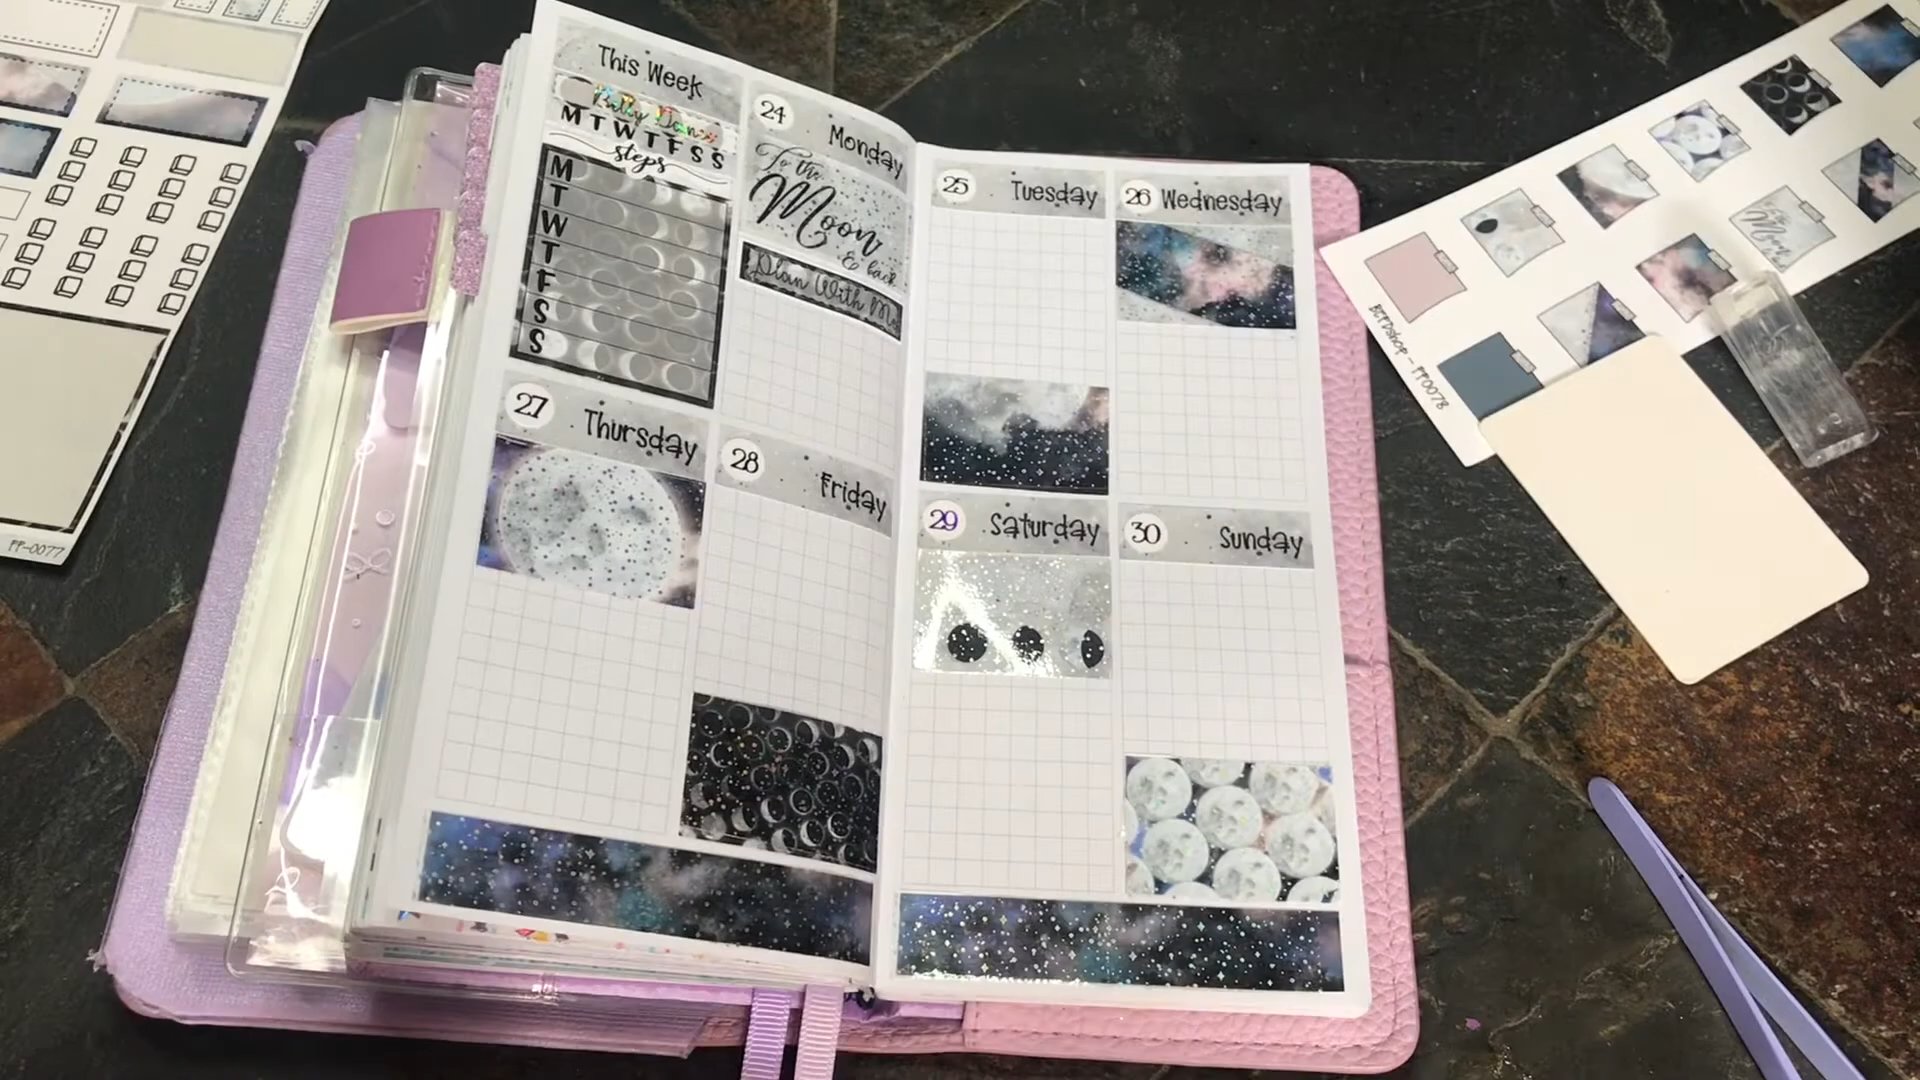 This Week
Belly Dance
M T W T F S S
steps
M
T
W
T
F
S
S
24
Monday
To the
Moon
& back
Plan With Me
25
Tuesday
26 Wednesday
27
Thursday
28
Friday
29
Saturday
30
Sunday
PP-0077
PP0078